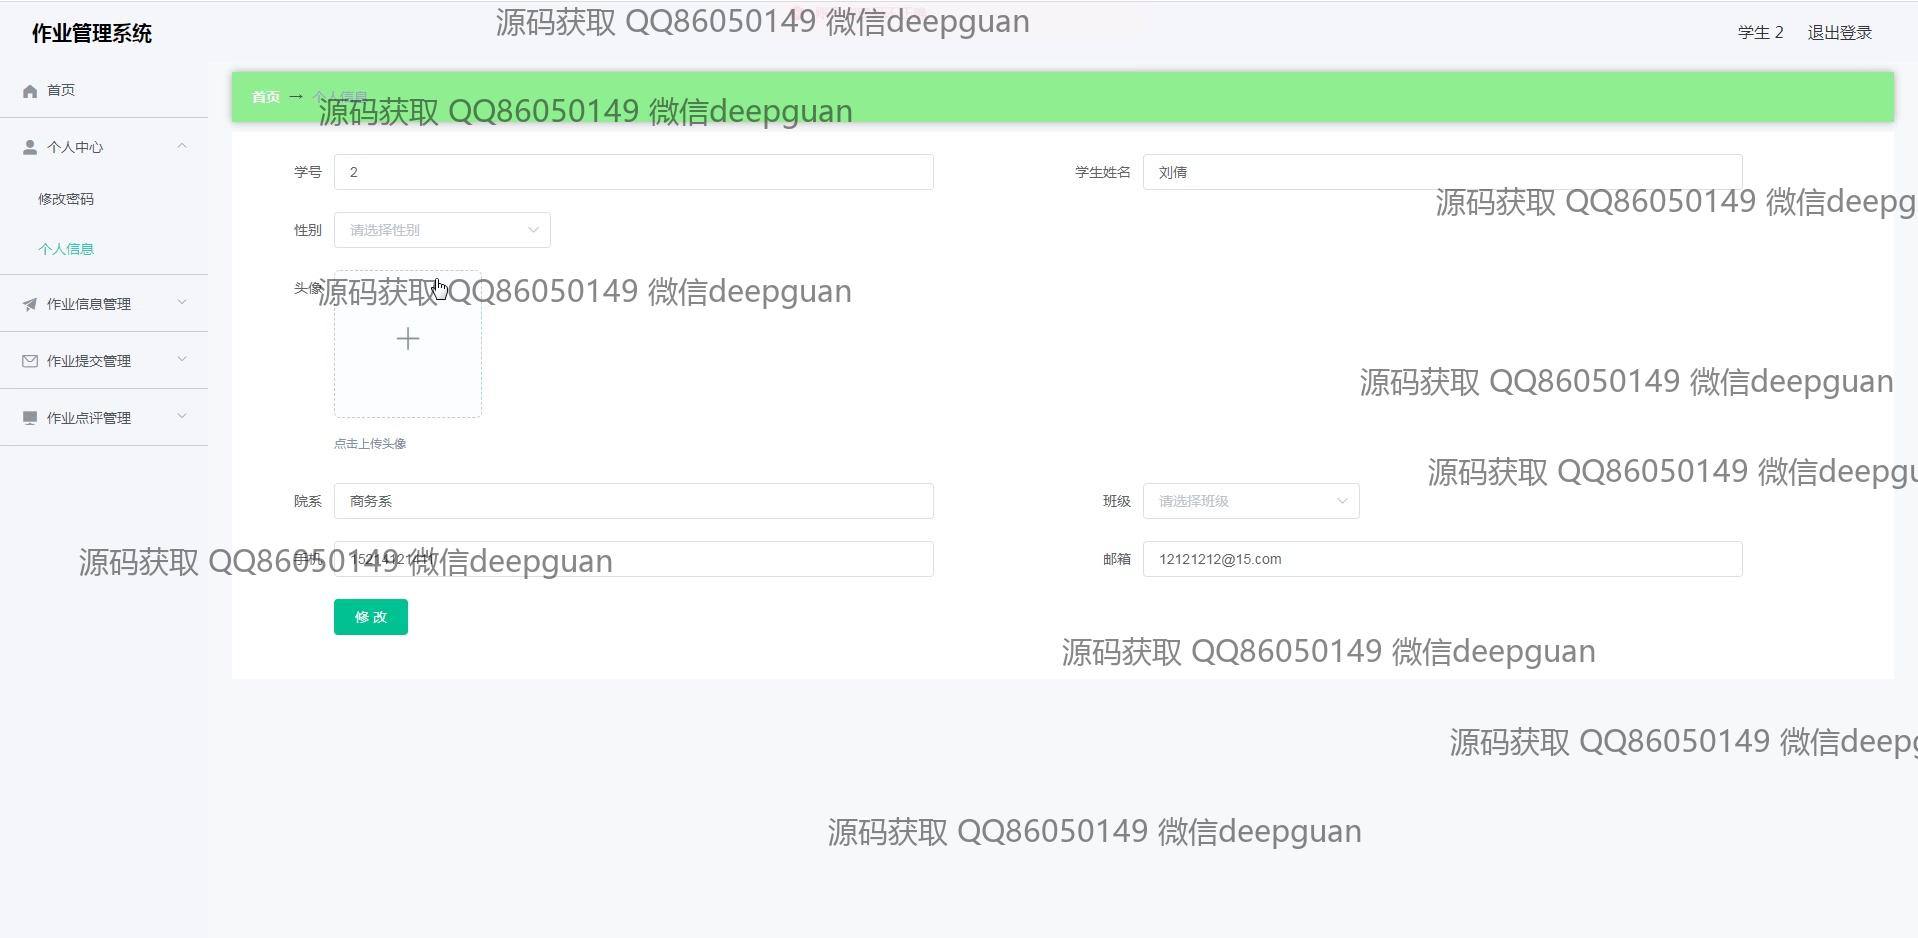 源码获取 QQ86050149 微信deepguan
作业管理系统
学生 2
退出登录
首页
首页 → 个人信息
源码获取 QQ86050149 微信deepguan
个人中心
学号
2
学生姓名
刘倩
修改密码
源码获取 QQ86050149 微信deepg
性别
请选择性别
个人信息
头像
源码获取 QQ86050149 微信deepguan
作业信息管理
作业提交管理
源码获取 QQ86050149 微信deepguan
作业点评管理
点击上传头像
源码获取 QQ86050149 微信deepgu
院系
商务系
班级
请选择班级
手机
源码获取 QQ86050149 微信deepguan
邮箱
12121212@15.com
修 改
源码获取 QQ86050149 微信deepguan
源码获取 QQ86050149 微信deepg
源码获取 QQ86050149 微信deepguan